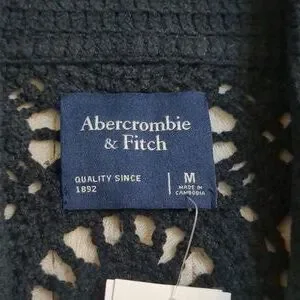 Abercrombie
& Fitch
QUALITY SINCE
1892
M
MADE IN
CAMBODIA